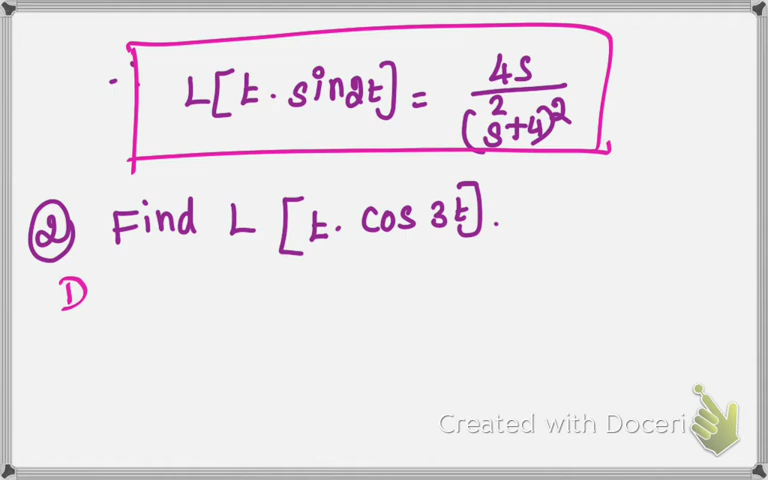 ∴ L[t. sin2t] = 4s/(s²+4)²
② Find L [t. cos 3t].
D
Created with Doceri